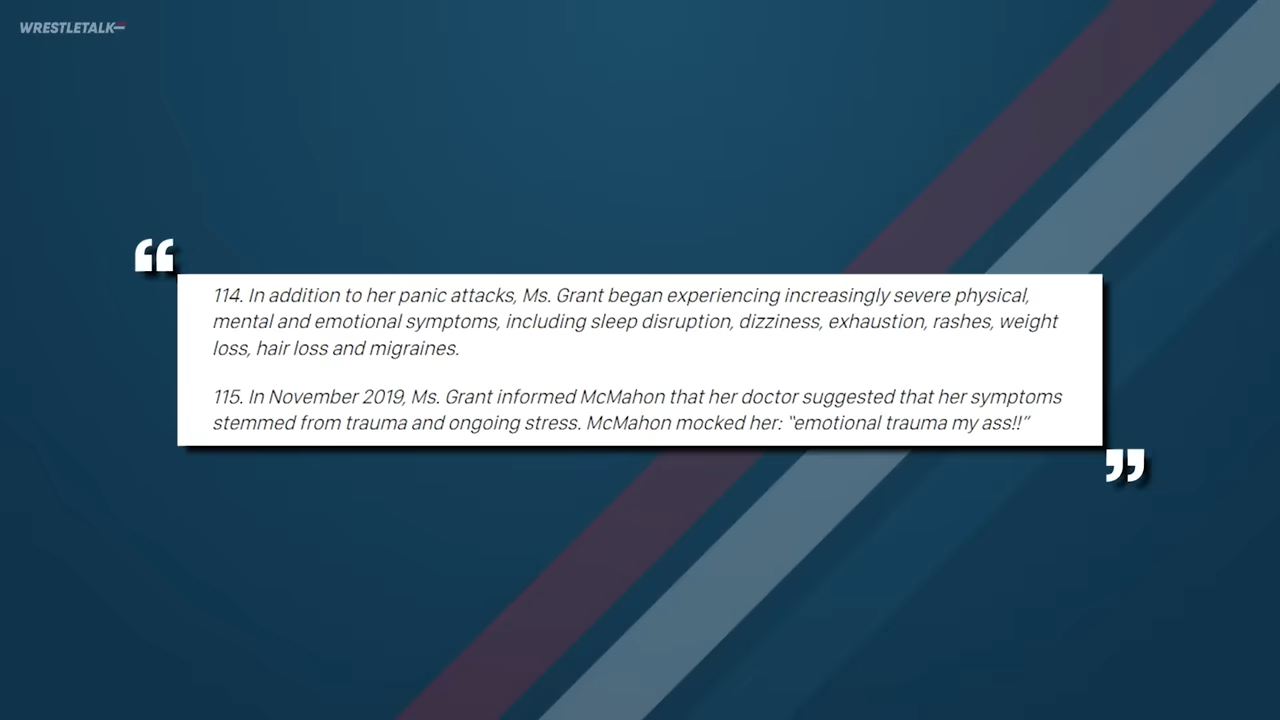 WRESTLETALK
“
114. In addition to her panic attacks, Ms. Grant began experiencing increasingly severe physical,
mental and emotional symptoms, including sleep disruption, dizziness, exhaustion, rashes, weight
loss, hair loss and migraines.
115. In November 2019, Ms. Grant informed McMahon that her doctor suggested that her symptoms
stemmed from trauma and ongoing stress. McMahon mocked her: “emotional trauma my ass!!”
”